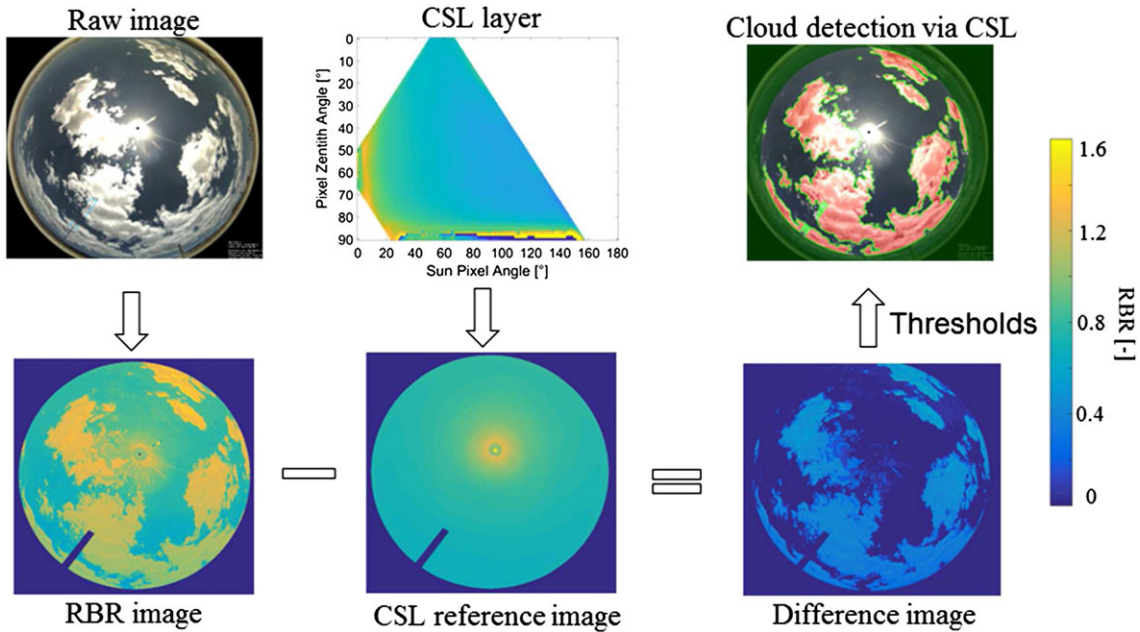 Raw image
CSL layer
Cloud detection via CSL
0
10
20
30
40
50
60
70
80
90
Pixel Zentith Angle [°]
0 20 40 60 80 100 120 140 160 180
Sun Pixel Angle [°]
Thresholds
1.6
1.2
0.8
0.4
0
RBR [-]
RBR image
CSL reference image
Difference image